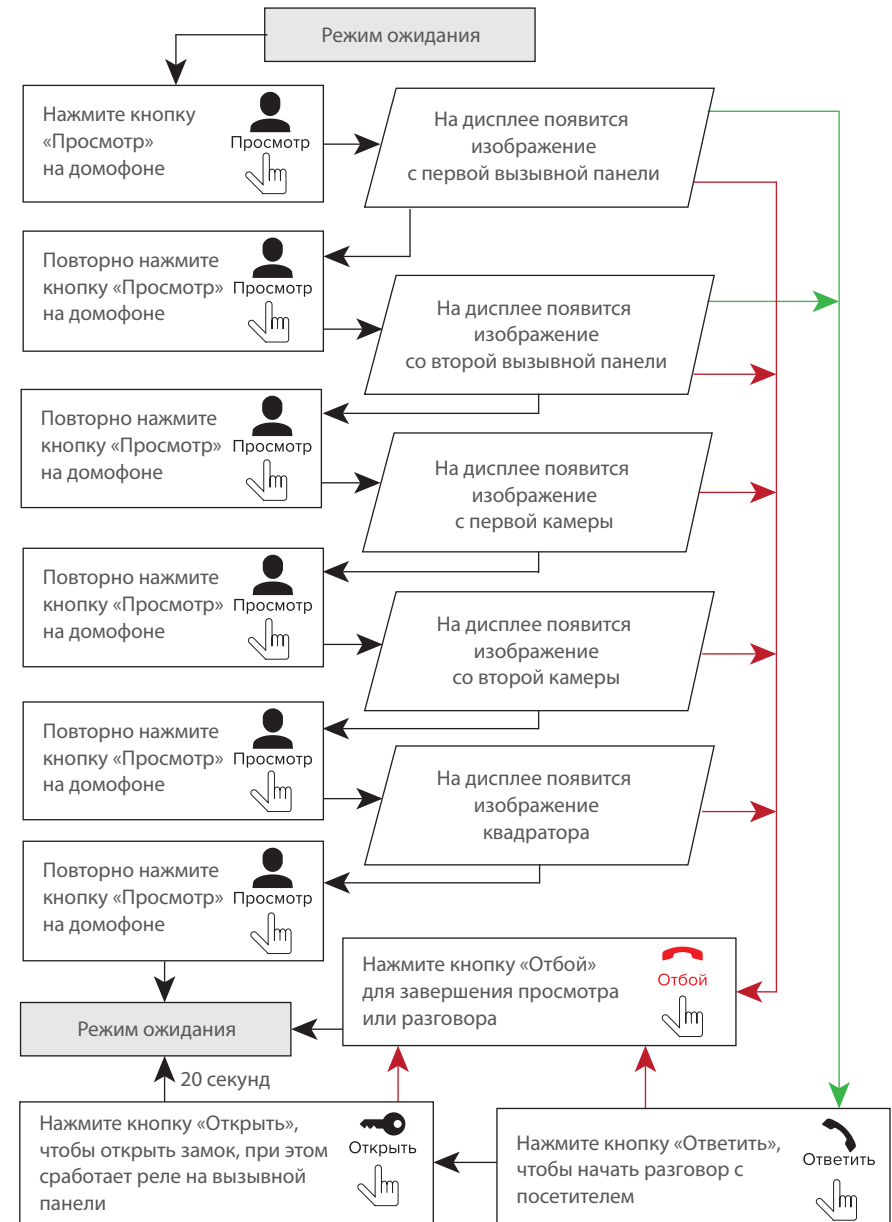 Режим ожидания
Нажмите кнопку
«Просмотр»
на домофоне
Просмотр
На дисплее появится
изображение
с первой вызывной панели
Повторно нажмите
кнопку «Просмотр»
на домофоне
Просмотр
На дисплее появится
изображение
со второй вызывной панели
Повторно нажмите
кнопку «Просмотр»
на домофоне
Просмотр
На дисплее появится
изображение
с первой камеры
Повторно нажмите
кнопку «Просмотр»
на домофоне
Просмотр
На дисплее появится
изображение
со второй камеры
Повторно нажмите
кнопку «Просмотр»
на домофоне
Просмотр
На дисплее появится
изображение
квадратора
Повторно нажмите
кнопку «Просмотр»
на домофоне
Просмотр
Нажмите кнопку «Отбой»
для завершения просмотра
или разговора
Отбой
Режим ожидания
20 секунд
Нажмите кнопку «Открыть»,
чтобы открыть замок, при этом
сработает реле на вызывной
панели
Открыть
Нажмите кнопку «Ответить»,
чтобы начать разговор с
посетителем
Ответить